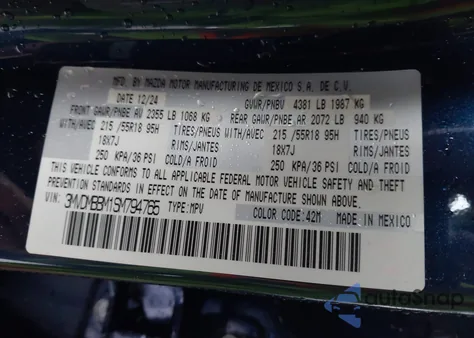 MFD. BY MAZDA MOTOR MANUFACTURING DE MEXICO S.A. DE C.V.
DATE 12/24 GVWR/PNBV 4381 LB 1987 KG
FRONT GAWR/PNBE AV 2355 LB 1068 KG REAR GAWR/PNBE,AR 2072 LB 940 KG
WITH/AVEC 215 /55R18 95H TIRES/PNEUS WITH/AVEC 215 /55R18 95H TIRES/PNEUS
18X7J RIMS/JANTES 18X7J RIMS/JANTES
250 KPA/36 PSI COLD/A FROID 250 KPA/36 PSI COLD/A FROID
THIS VEHICLE CONFORMS TO ALL APPLICABLE FEDERAL MOTOR VEHICLE SAFETY AND THEFT
PREVENTION STANDARDS IN EFFECT ON THE DATE OF MANUFACTURE SHOWN ABOVE.
VIN: 3MVDMBBM1SM794765 TYPE:MPV COLOR CODE:42M MADE IN MEXICO
autoSnap